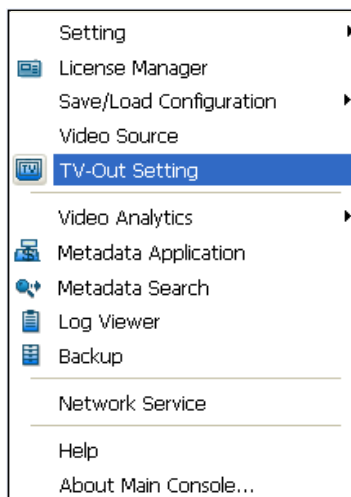 Setting
License Manager
Save/Load Configuration
Video Source
TV
TV-Out Setting
Video Analytics
Metadata Application
Metadata Search
Log Viewer
Backup
Network Service
Help
About Main Console...